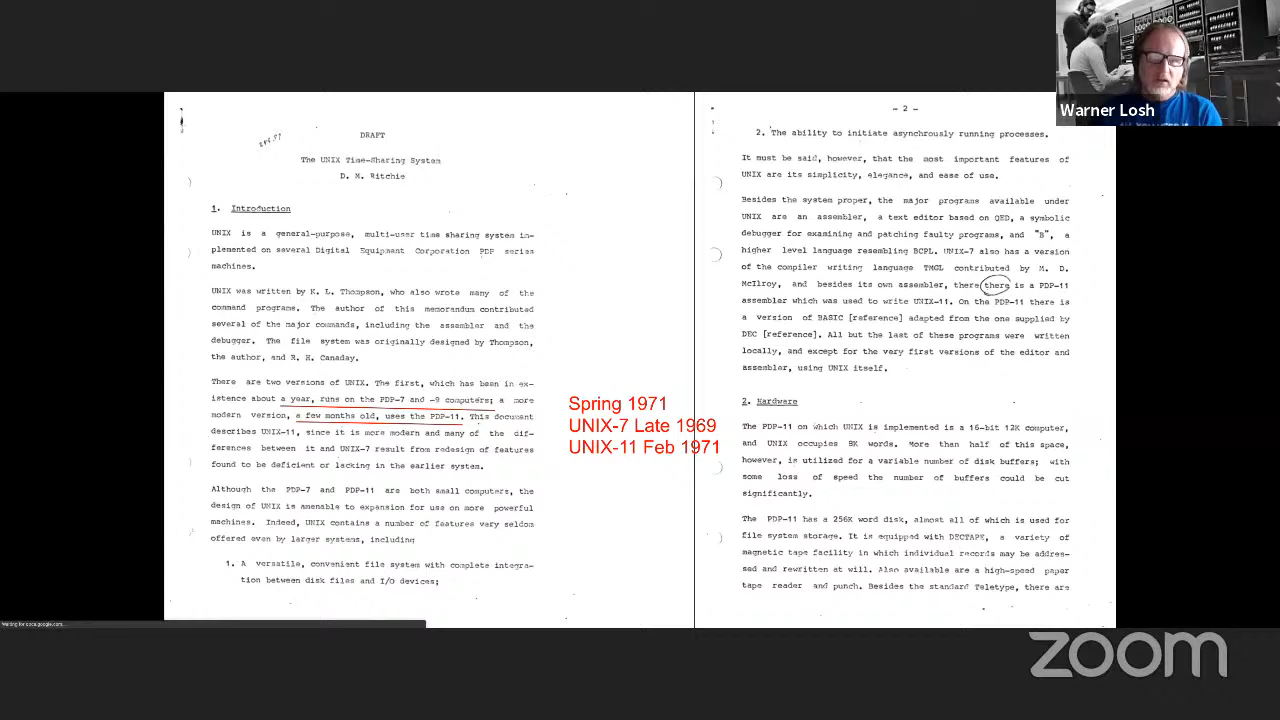 Warner Losh
DRAFT
The UNIX Time-Sharing System
D. M. Ritchie
1. Introduction
UNIX is a general-purpose, multi-user time sharing system im-
plemented on several Digital Equipment Corporation PDP series
machines.
UNIX was written by K. L. Thompson, who also wrote many of the
command programs. The author of this memorandum contributed
several of the major commands, including the assembler and the
debugger. The file system was originally designed by Thompson,
the author, and R. H. Canaday.
There are two versions of UNIX. The first, which has been in ex-
istence about a year, runs on the PDP-7 and -9 computers; a more
modern version, a few months old, uses the PDP-11. This document
describes UNIX-11, since it is more modern and many of the dif-
ferences between it and UNIX-7 result from redesign of features
found to be deficient or lacking in the earlier system.
Although the PDP-7 and PDP-11 are both small computers, the
design of UNIX is amenable to expansion for use on more powerful
machines. Indeed, UNIX contains a number of features very seldom
offered even by larger systems, including
1. A versatile, convenient file system with complete integra-
tion between disk files and I/O devices;
Spring 1971
UNIX-7 Late 1969
UNIX-11 Feb 1971
- 2 -
2. The ability to initiate asynchrously running processes.
It must be said, however, that the most important features of
UNIX are its simplicity, elegance, and ease of use.
Besides the system proper, the major programs available under
UNIX are an assembler, a text editor based on QED, a symbolic
debugger for examining and patching faulty programs, and "B", a
higher level language resembling BCPL. UNIX-7 also has a version
of the compiler writing language TMGL contributed by M. D.
McIlroy, and besides its own assembler, there there is a PDP-11
assembler which was used to write UNIX-11. On the PDP-11 there is
a version of BASIC [reference] adapted from the one supplied by
DEC [reference]. All but the last of these programs were written
locally, and except for the very first versions of the editor and
assembler, using UNIX itself.
2. Hardware
The PDP-11 on which UNIX is implemented is a 16-bit 12K computer,
and UNIX occupies 8K words. More than half of this space,
however, is utilized for a variable number of disk buffers; with
some loss of speed the number of buffers could be cut
significantly.
The PDP-11 has a 256K word disk, almost all of which is used for
file system storage. It is equipped with DECTAPE, a variety of
magnetic tape facility in which individual records may be addres-
sed and rewritten at will. Also available are a high-speed paper
tape reader and punch. Besides the standard Teletype, there are
Waiting for docs.google.com...
zoom